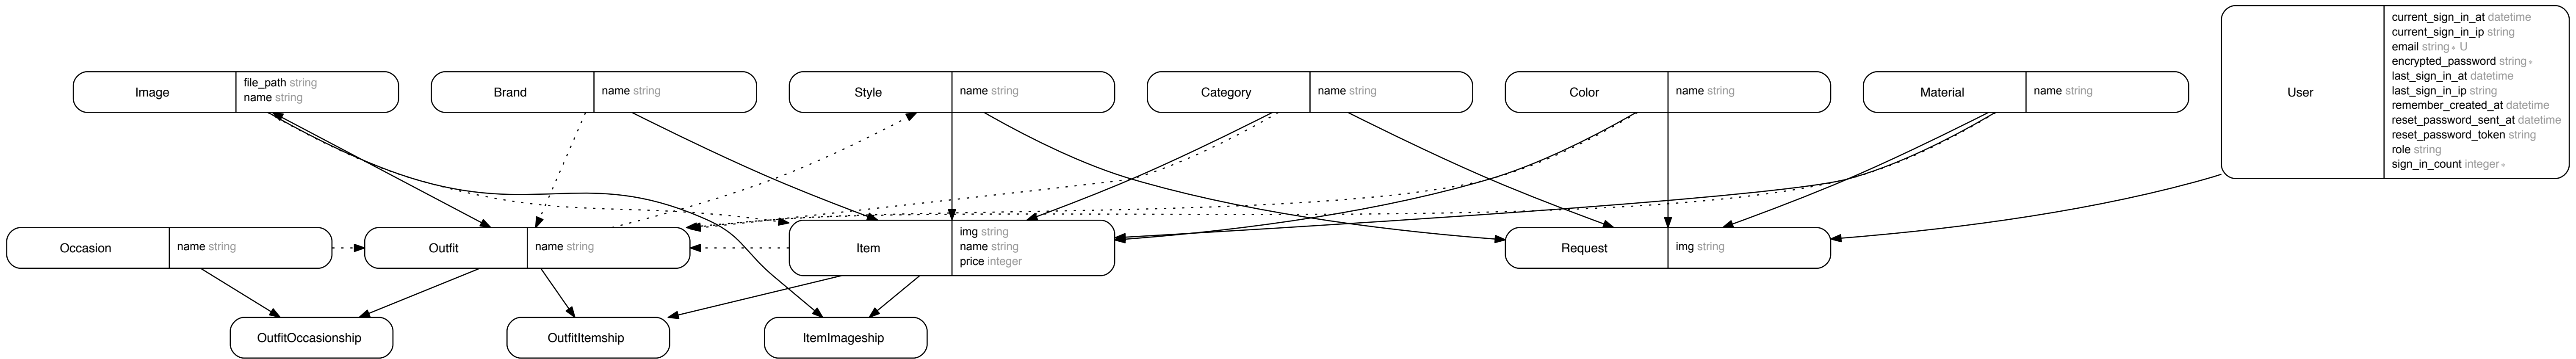 Image
file_path string
name string
Brand
name string
Style
name string
Category
name string
Color
name string
Material
name string
User
current_sign_in_at datetime
current_sign_in_ip string
email string ∗ U
encrypted_password string ∗
last_sign_in_at datetime
last_sign_in_ip string
remember_created_at datetime
reset_password_sent_at datetime
reset_password_token string
role string
sign_in_count integer ∗
Occasion
name string
Outfit
name string
Item
img string
name string
price integer
Request
img string
OutfitOccasionship
OutfitItemship
ItemImageship